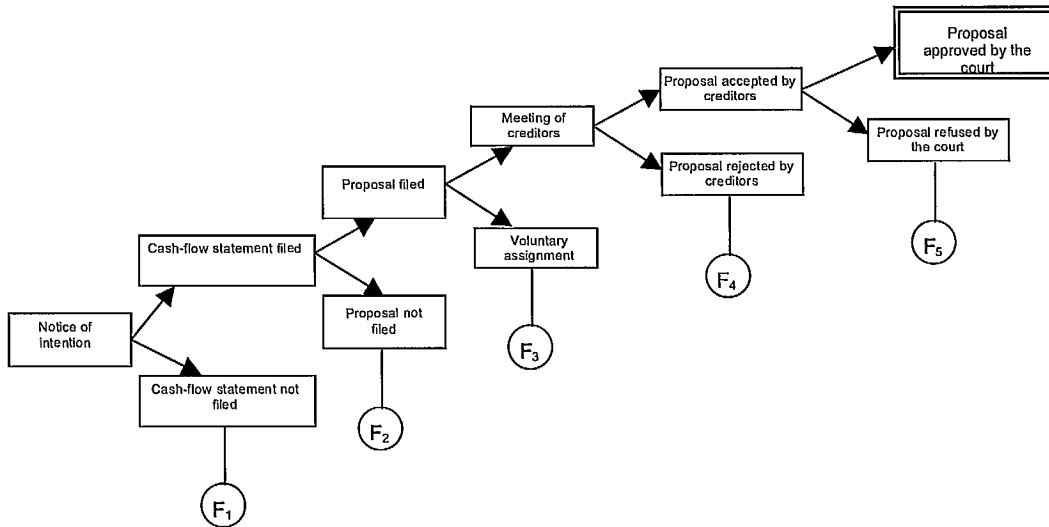 Proposal
approved by the
court
Proposal accepted by
creditors
Meeting of
creditors
Proposal refused by
the court
Proposal rejected by
creditors
Proposal filed
Cash-flow statement filed
Voluntary
assignment
F5
F4
Proposal not
filed
Notice of
intention
F3
Cash-flow statement not
filed
F2
F1